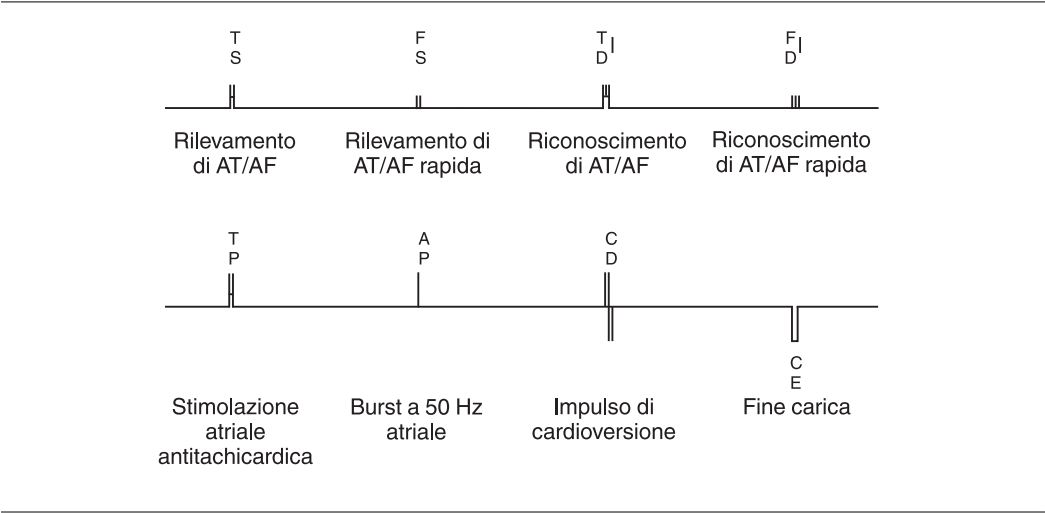 T F T| F|
S S D D
Rilevamento Rilevamento di Riconoscimento Riconoscimento
di AT/AF AT/AF rapida di AT/AF di AT/AF rapida
T A C
P P D
C
E
Stimolazione Burst a 50 Hz Impulso di Fine carica
atriale atriale cardioversione
antitachicardica